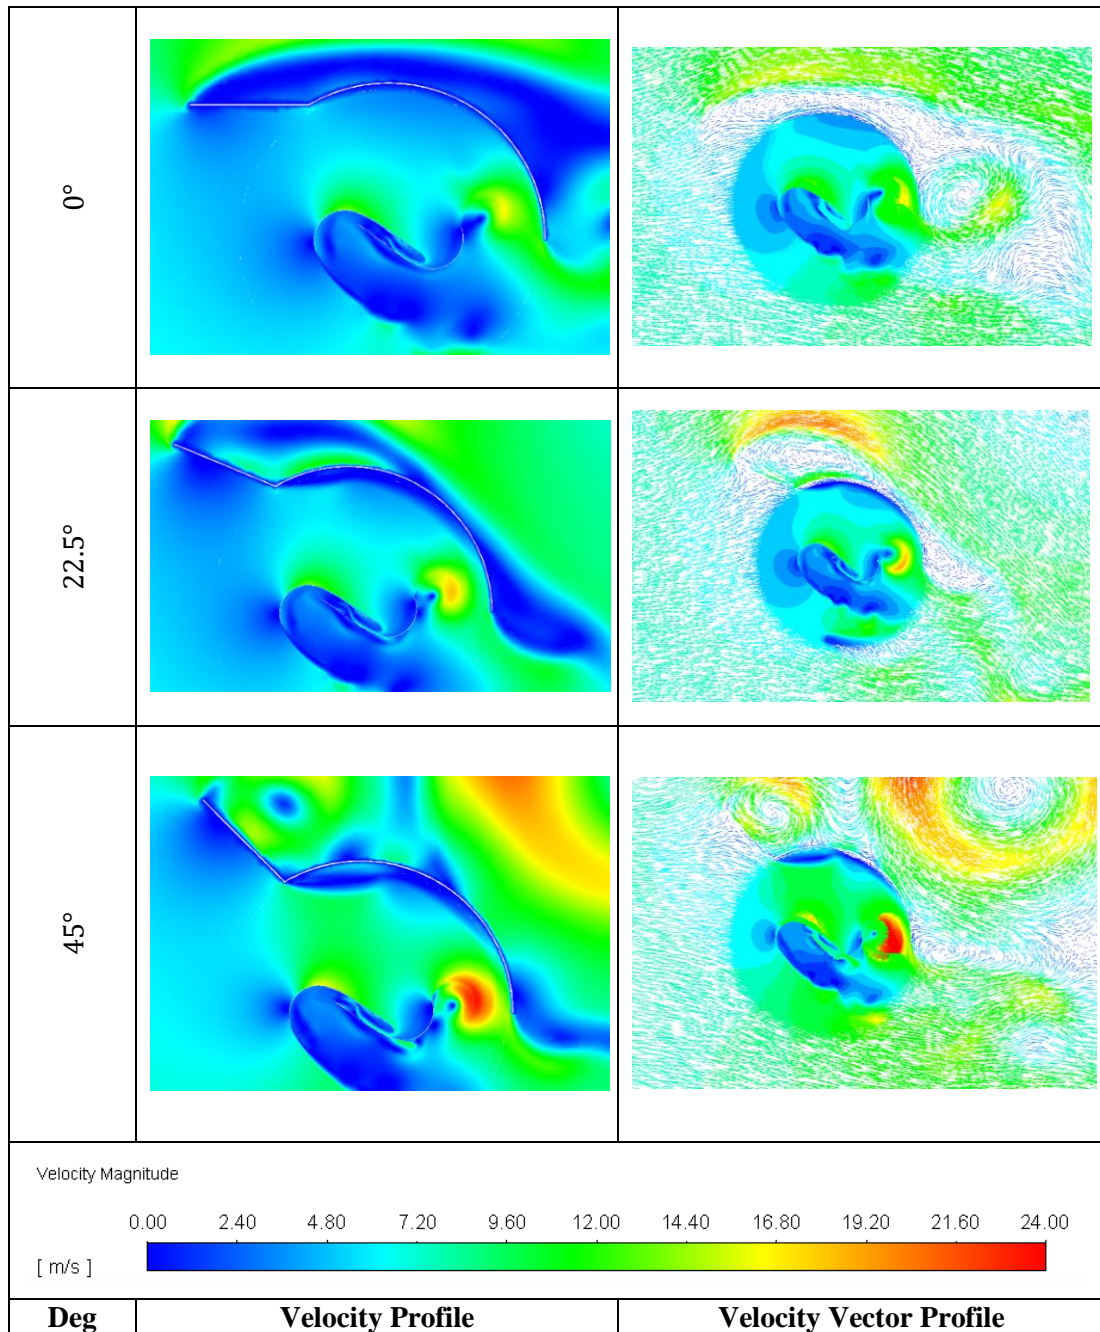 0°
22.5°
45°
Velocity Magnitude
0.00 2.40 4.80 7.20 9.60 12.00 14.40 16.80 19.20 21.60 24.00
[ m/s ]
Deg Velocity Profile Velocity Vector Profile